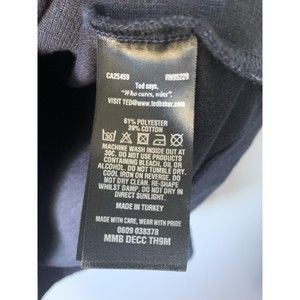 CA25459 RN95229
Ted says,
"Who cares, wins".
VISIT TED@www.tedbaker.com
61% POLYESTER
39% COTTON
30
MACHINE WASH INSIDE OUT AT
30C. DO NOT USE PRODUCTS
CONTAINING BLEACH, OIL OR
ALCOHOL. DO NOT TUMBLE DRY.
COOL IRON ON REVERSE. DO
NOT DRY CLEAN. RE-SHAPE
WHILST DAMP. DO NOT DRY IN
DIRECT SUNLIGHT.
MADE IN TURKEY
MADE WITH CARE, WEAR WITH PRIDE
0609 038378
MMB DECC TH9M